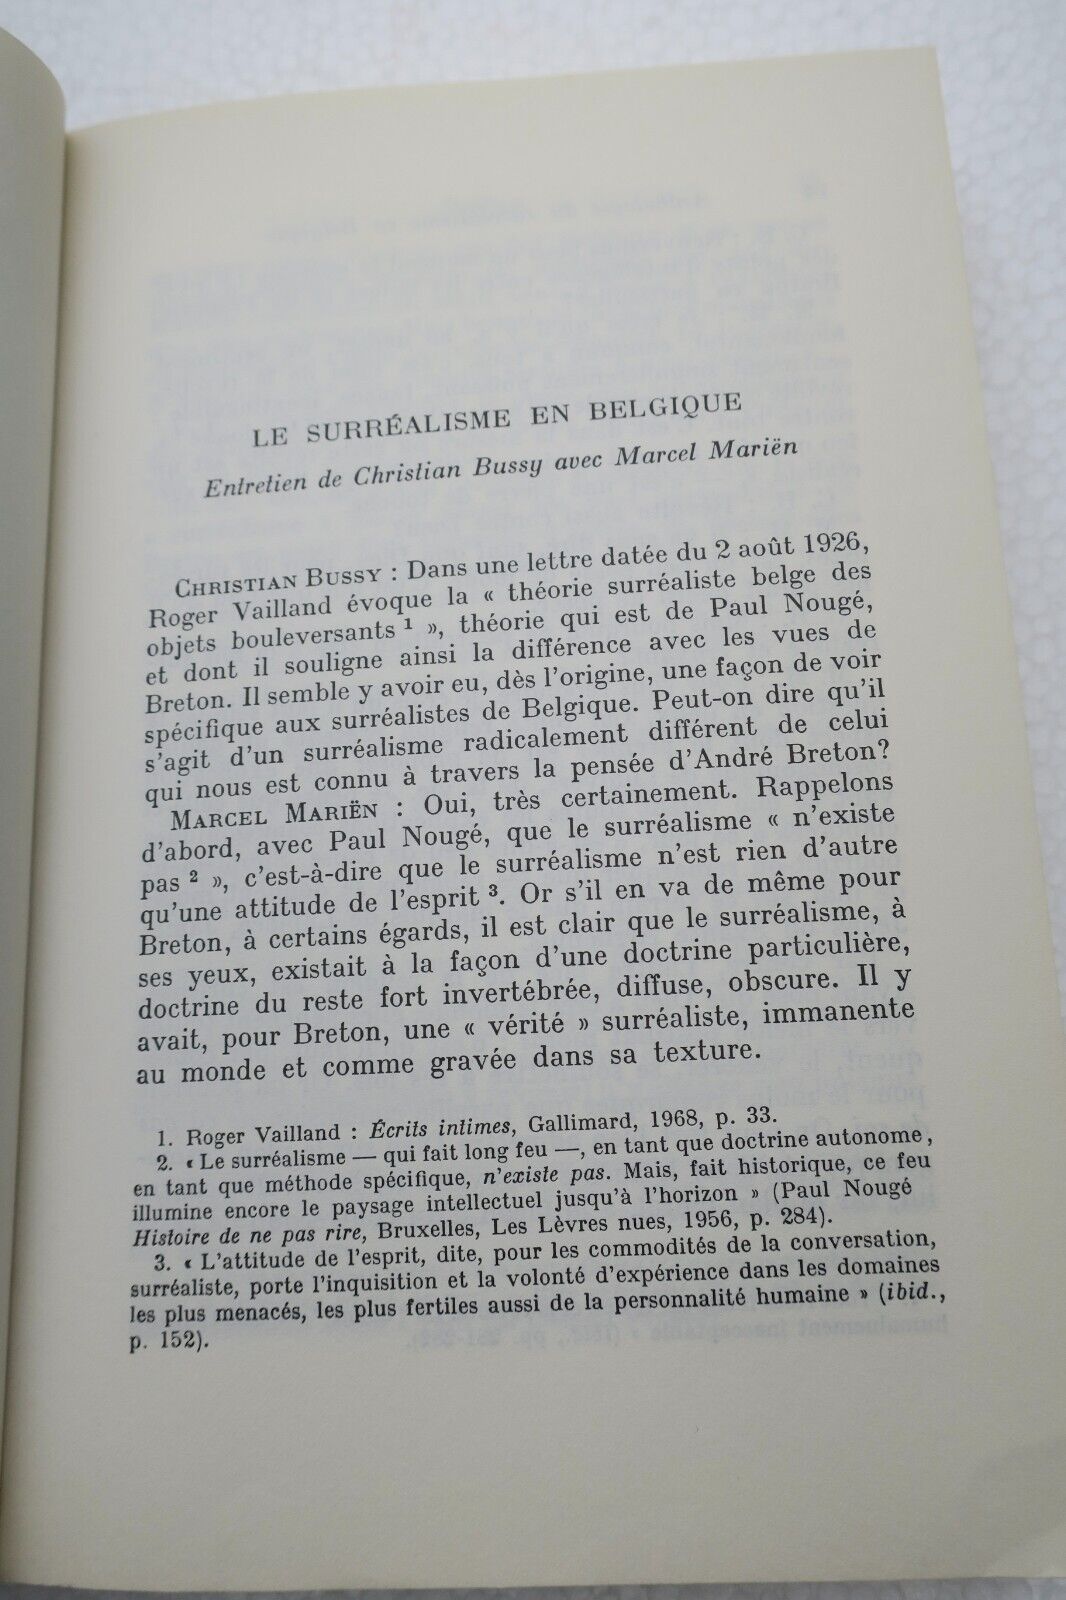 LE SURRÉALISME EN BELGIQUE
Entretien de Christian Bussy avec Marcel Mariën
CHRISTIAN BUSSY : Dans une lettre datée du 2 août 1926,
Roger Vailland évoque la « théorie surréaliste belge des
objets bouleversants ¹ », théorie qui est de Paul Nougé,
et dont il souligne ainsi la différence avec les vues de
Breton. Il semble y avoir eu, dès l'origine, une façon de voir
spécifique aux surréalistes de Belgique. Peut-on dire qu'il
s'agit d'un surréalisme radicalement différent de celui
qui nous est connu à travers la pensée d'André Breton?
MARCEL MARIËN : Oui, très certainement. Rappelons
d'abord, avec Paul Nougé, que le surréalisme « n'existe
pas ² », c'est-à-dire que le surréalisme n'est rien d'autre
qu'une attitude de l'esprit ³. Or s'il en va de même pour
Breton, à certains égards, il est clair que le surréalisme, à
ses yeux, existait à la façon d'une doctrine particulière,
doctrine du reste fort invertébrée, diffuse, obscure. Il y
avait, pour Breton, une « vérité » surréaliste, immanente
au monde et comme gravée dans sa texture.
1. Roger Vailland : Écrits intimes, Gallimard, 1968, p. 33.
2. « Le surréalisme — qui fait long feu —, en tant que doctrine autonome,
en tant que méthode spécifique, n'existe pas. Mais, fait historique, ce feu
illumine encore le paysage intellectuel jusqu'à l'horizon » (Paul Nougé
Histoire de ne pas rire, Bruxelles, Les Lèvres nues, 1956, p. 284).
3. « L'attitude de l'esprit, dite, pour les commodités de la conversation,
surréaliste, porte l'inquisition et la volonté d'expérience dans les domaines
les plus menacés, les plus fertiles aussi de la personnalité humaine » (ibid.,
p. 152).